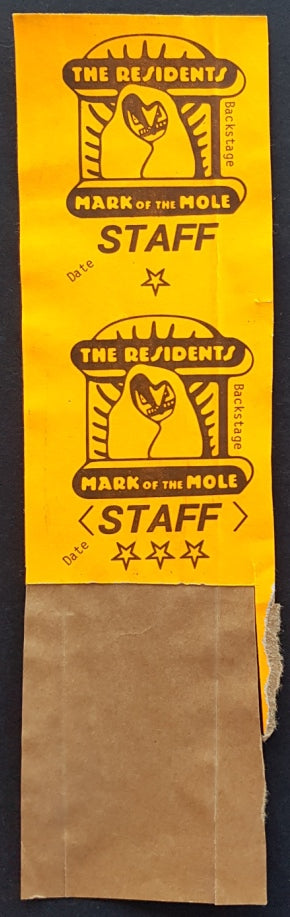 THE RESIDENTS
Backstage
MARK OF THE MOLE
STAFF
Date
THE RESIDENTS
Backstage
MARK OF THE MOLE
<STAFF>
Date